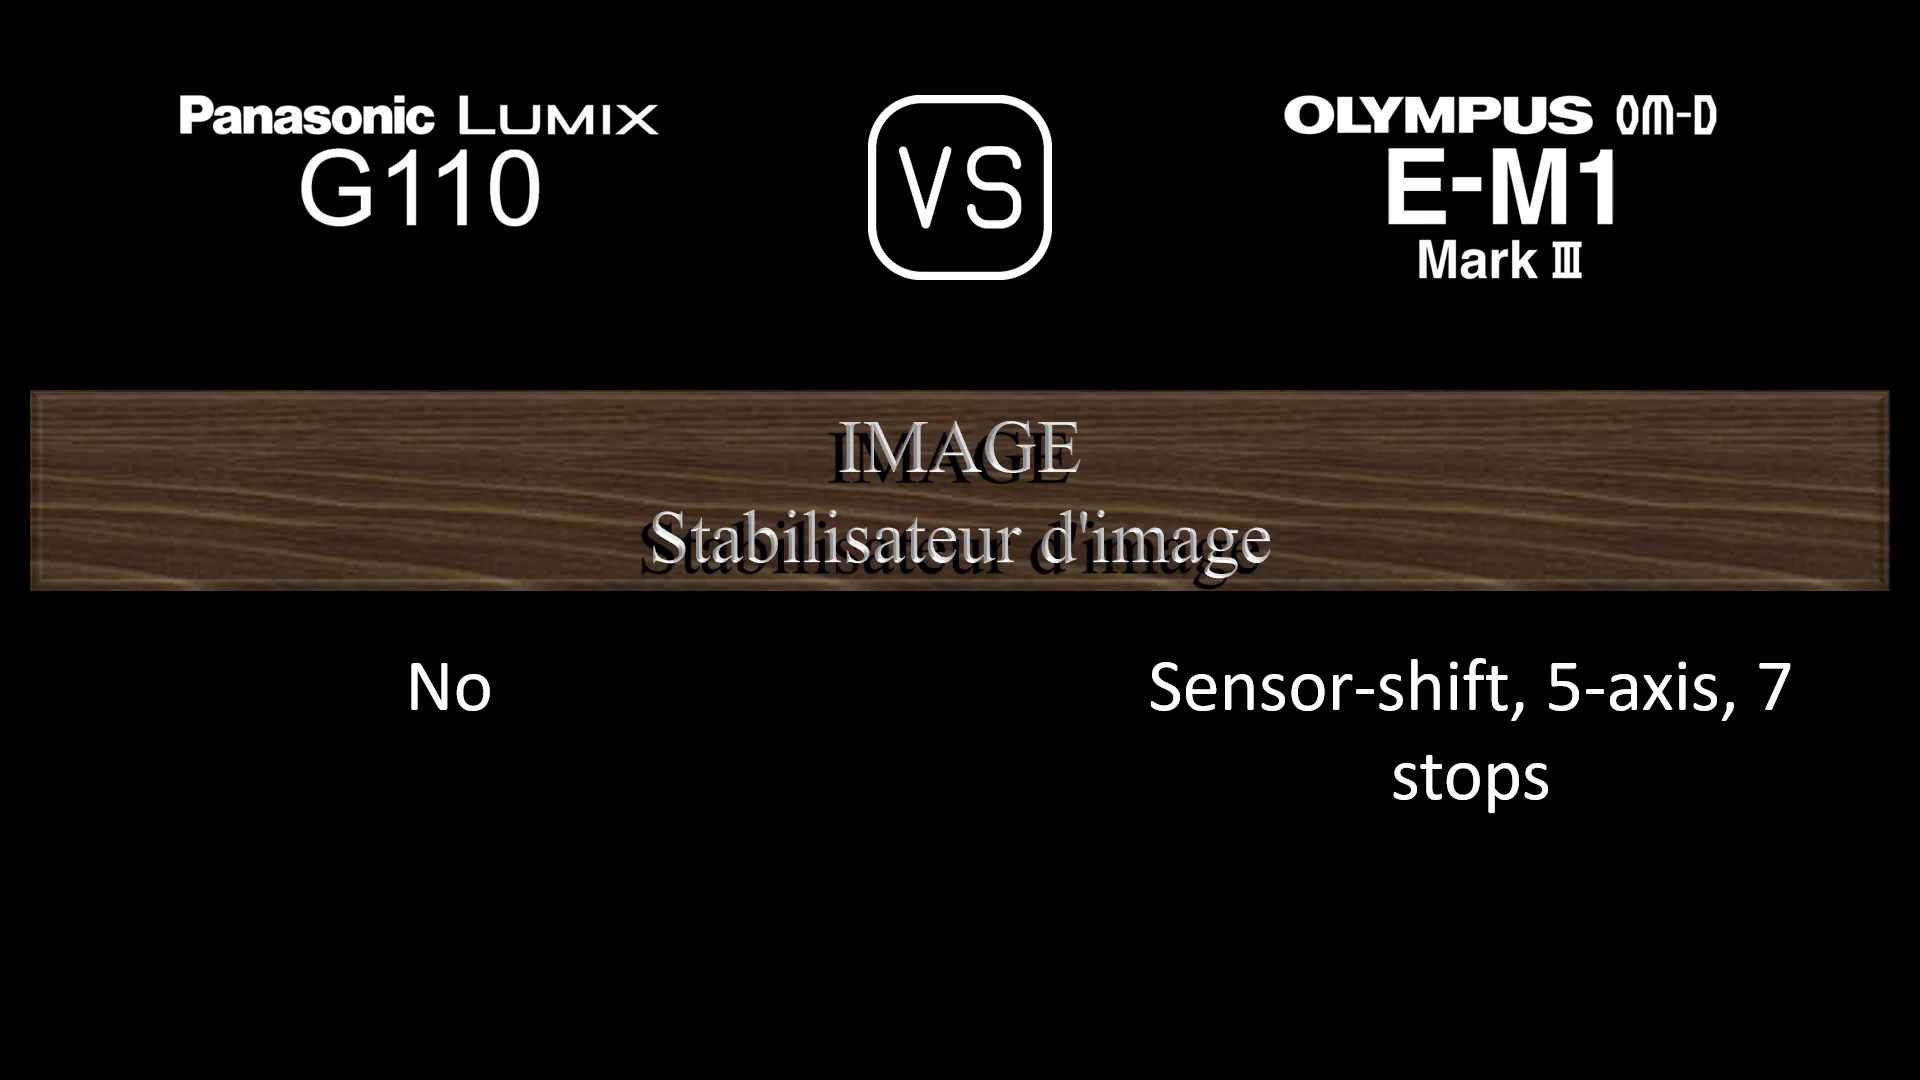 Panasonic LUMIX
G110
VS
OLYMPUS OM-D
E-M1
Mark III
IMAGE
Stabilisateur d'image
No
Sensor-shift, 5-axis, 7
stops